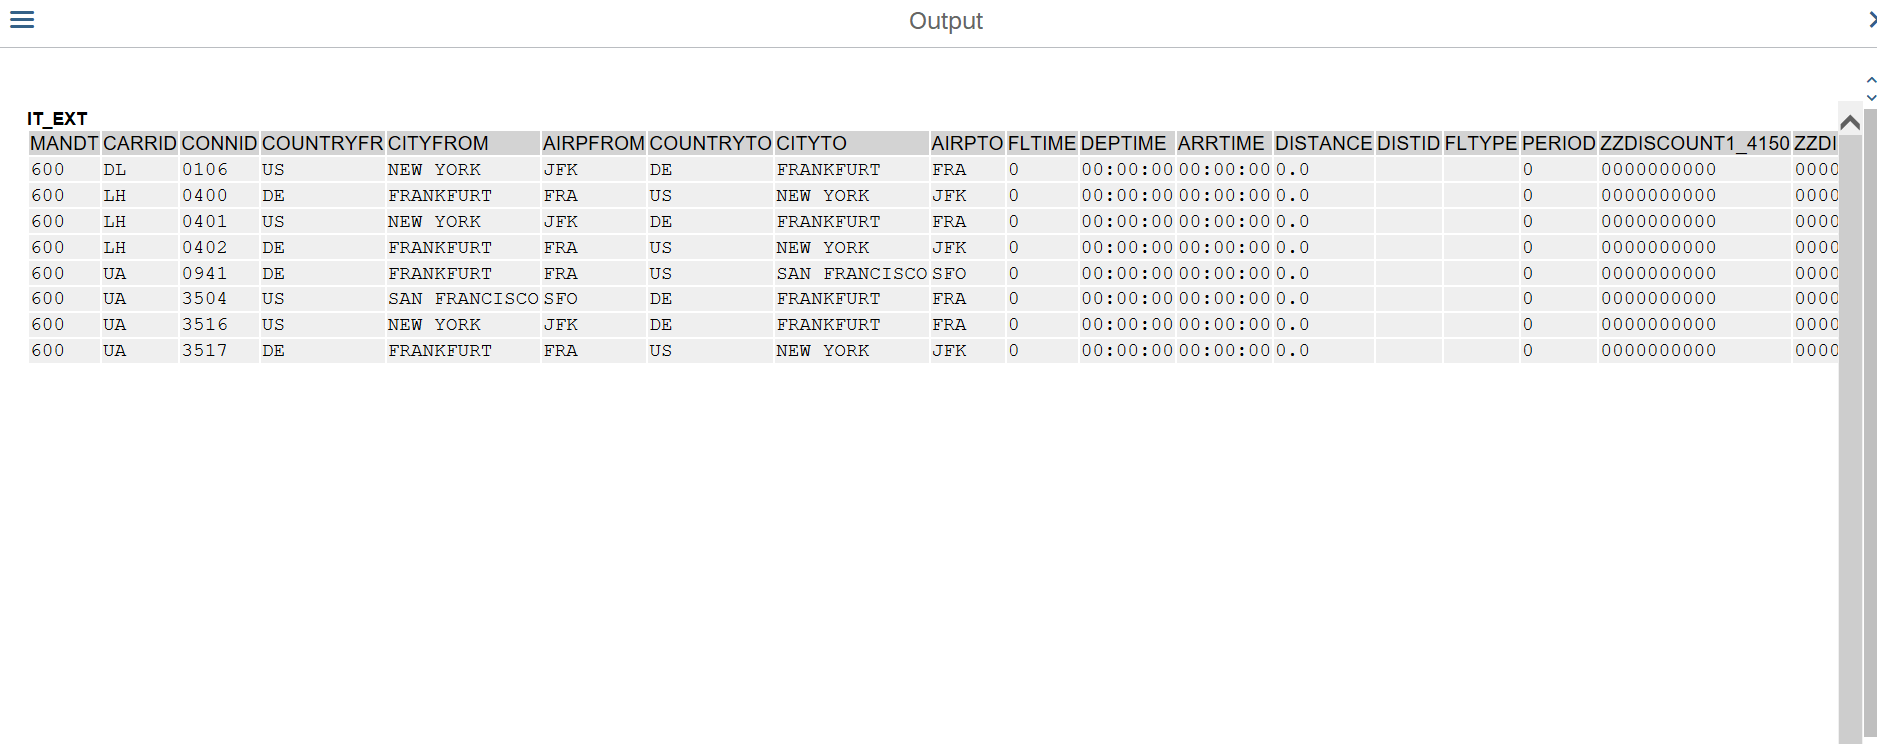 Output
IT_EXT
MANDT CARRID CONNID COUNTRYFR CITYFROM AIRPFROM COUNTRYTO CITYTO AIRPTO FLTIME DEPTIME ARRTIME DISTANCE DISTID FLTYPE PERIOD ZZDISCOUNT1_4150 ZZDI
600 DL 0106 US NEW YORK JFK DE FRANKFURT FRA 0 00:00:00 00:00:00 0.0 0 0000000000 0000
600 LH 0400 DE FRANKFURT FRA US NEW YORK JFK 0 00:00:00 00:00:00 0.0 0 0000000000 0000
600 LH 0401 US NEW YORK JFK DE FRANKFURT FRA 0 00:00:00 00:00:00 0.0 0 0000000000 0000
600 LH 0402 DE FRANKFURT FRA US NEW YORK JFK 0 00:00:00 00:00:00 0.0 0 0000000000 0000
600 UA 0941 DE FRANKFURT FRA US SAN FRANCISCO SFO 0 00:00:00 00:00:00 0.0 0 0000000000 0000
600 UA 3504 US SAN FRANCISCO SFO DE FRANKFURT FRA 0 00:00:00 00:00:00 0.0 0 0000000000 0000
600 UA 3516 US NEW YORK JFK DE FRANKFURT FRA 0 00:00:00 00:00:00 0.0 0 0000000000 0000
600 UA 3517 DE FRANKFURT FRA US NEW YORK JFK 0 00:00:00 00:00:00 0.0 0 0000000000 0000